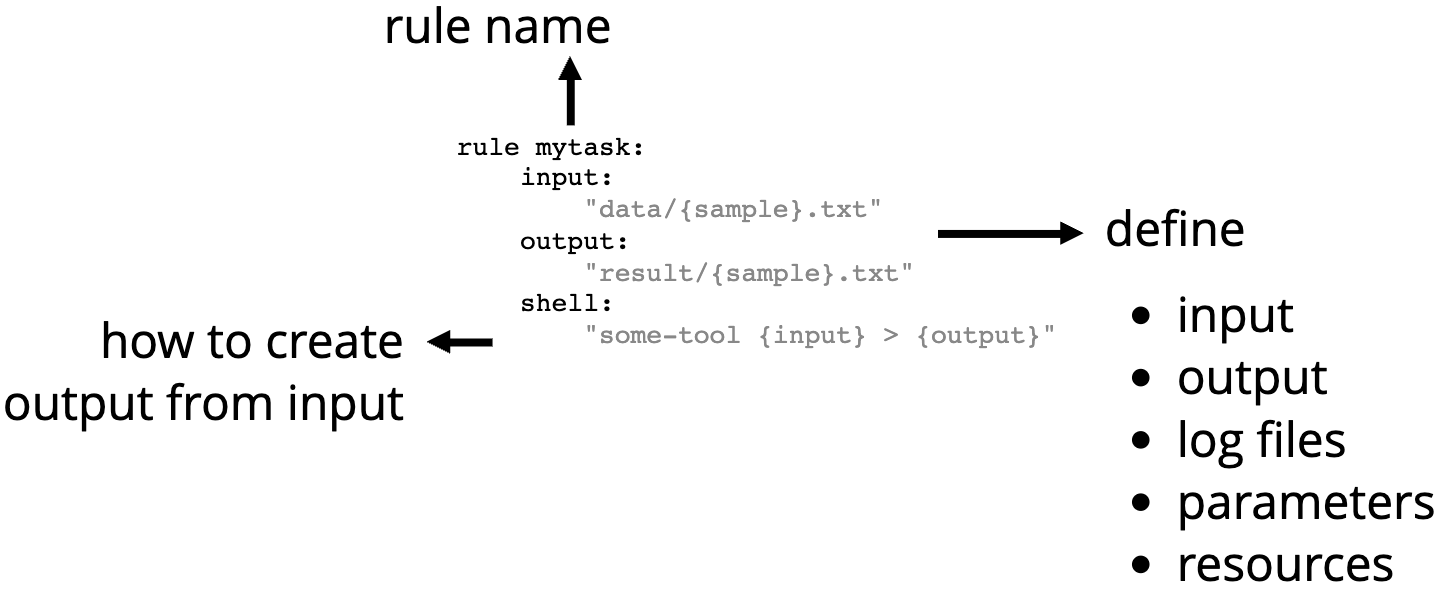 rule name
rule mytask:
    input:
        "data/{sample}.txt"
    output:
        "result/{sample}.txt"
    shell:
        "some-tool {input} > {output}"
define
• input
• output
• log files
• parameters
• resources
how to create
output from input